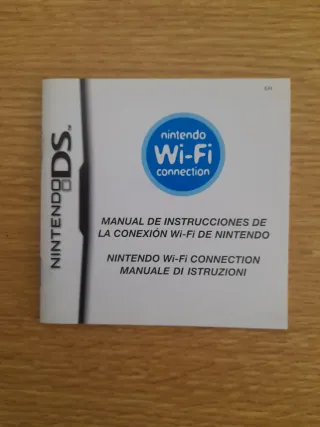 NINTENDO DS
nintendo
Wi-Fi
connection
MANUAL DE INSTRUCCIONES DE
LA CONEXIÓN Wi-Fi DE NINTENDO
NINTENDO Wi-Fi CONNECTION
MANUALE DI ISTRUZIONI